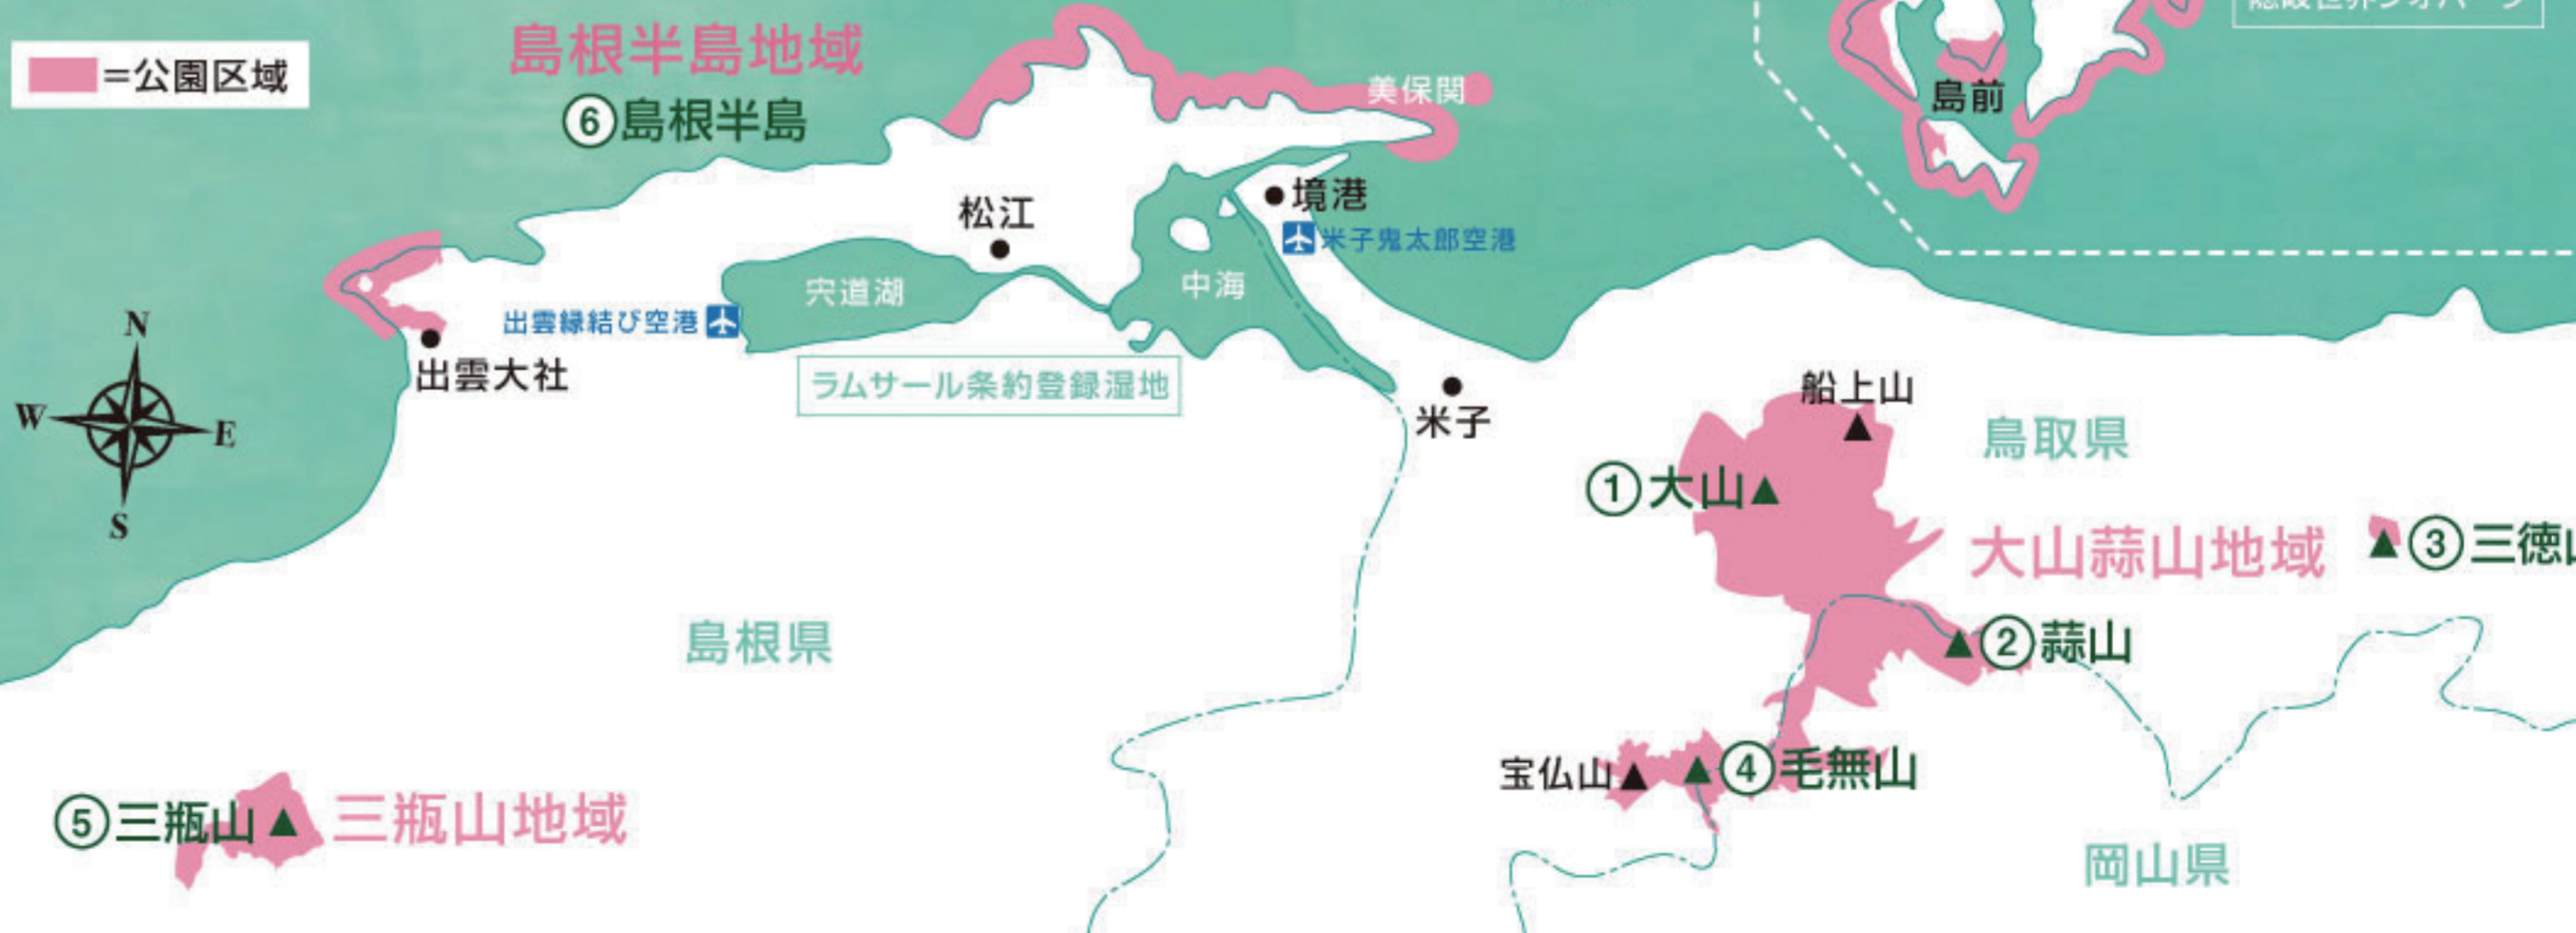 =公園区域
島根半島地域
⑥島根半島
美保関
島前
松江
境港
米子鬼太郎空港
宍道湖
中海
出雲縁結び空港
出雲大社
ラムサール条約登録湿地
米子
N
W
E
S
船上山
鳥取県
①大山
大山蒜山地域
③三徳山
②蒜山
島根県
宝仏山
④毛無山
⑤三瓶山
三瓶山地域
岡山県